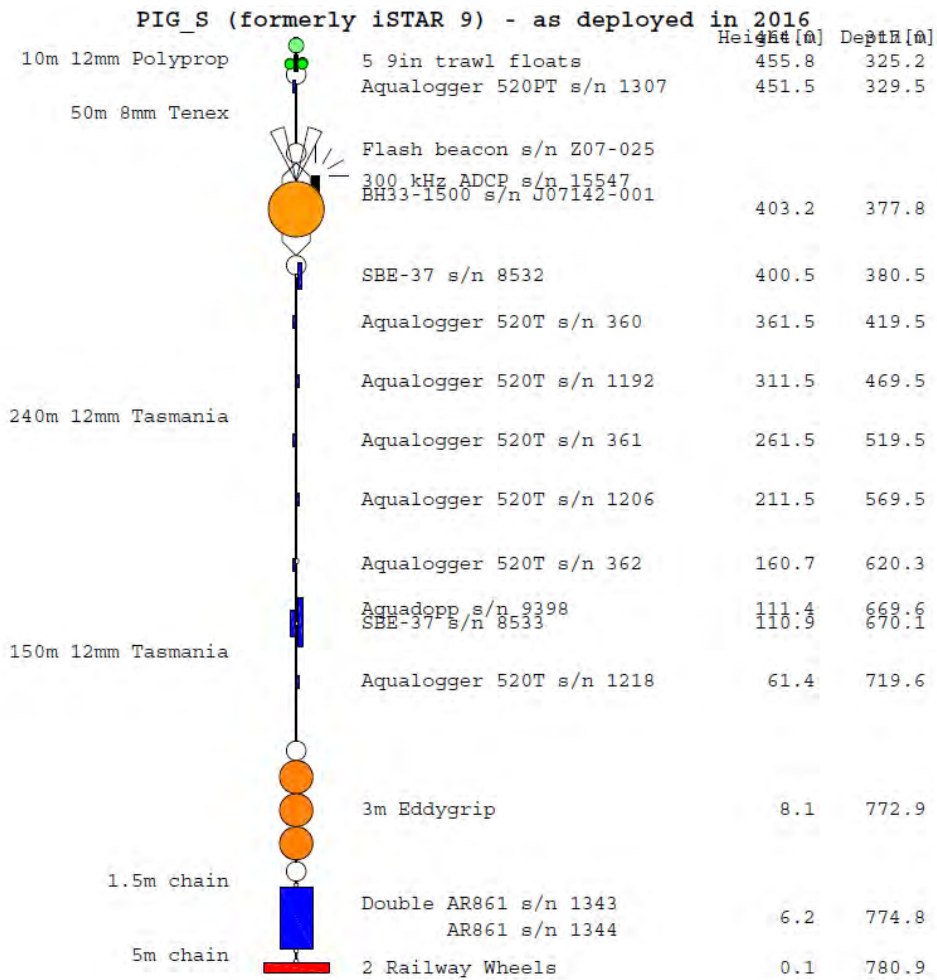 PIG_S (formerly iSTAR 9) - as deployed in 2016
Height[m] Depth[m]
464.0 317.0
10m 12mm Polyprop 5 9in trawl floats 455.8 325.2
Aqualogger 520PT s/n 1307 451.5 329.5
50m 8mm Tenex
Flash beacon s/n Z07-025
300 kHz ADCP s/n 15547
BH33-1500 s/n J07142-001
403.2 377.8
SBE-37 s/n 8532 400.5 380.5
Aqualogger 520T s/n 360 361.5 419.5
Aqualogger 520T s/n 1192 311.5 469.5
240m 12mm Tasmania
Aqualogger 520T s/n 361 261.5 519.5
Aqualogger 520T s/n 1206 211.5 569.5
Aqualogger 520T s/n 362 160.7 620.3
Aquadopp s/n 9398 111.4 669.6
SBE-37 s/n 8533 110.9 670.1
150m 12mm Tasmania
Aqualogger 520T s/n 1218 61.4 719.6
3m Eddygrip 8.1 772.9
1.5m chain
Double AR861 s/n 1343
AR861 s/n 1344
6.2 774.8
5m chain
2 Railway Wheels 0.1 780.9